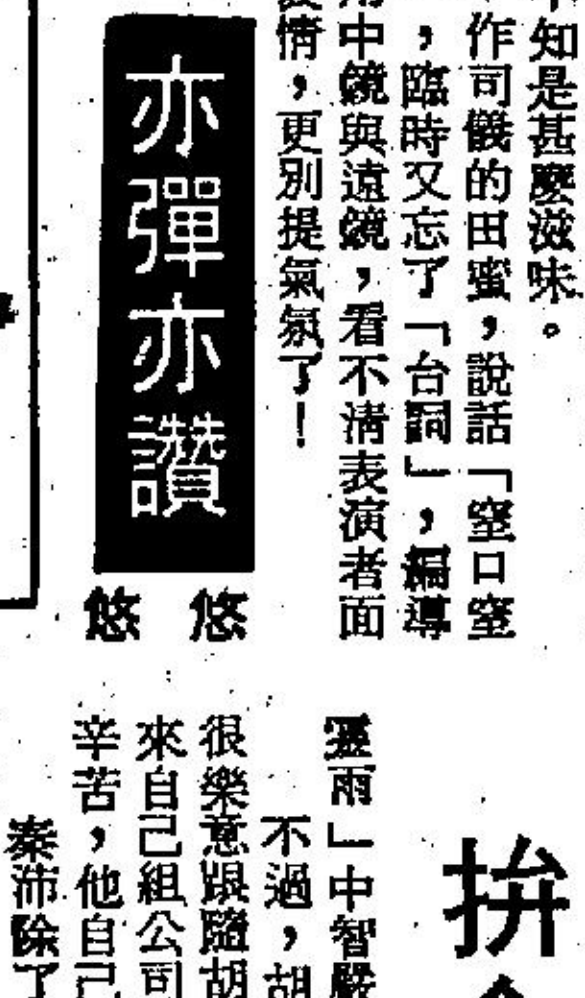 不知是甚麼滋味。
作司儀的田蜜，說話「窒口窒
，臨時又忘了「台詞」，編導
用中鏡與遠鏡，看不清表演者面
情，更別提氣氛了！
亦彈亦讚
悠悠
拚
靈雨」中智嚴
不過，胡
很樂意跟隨胡
來自己組公司
辛苦，他自己
秦沛除了